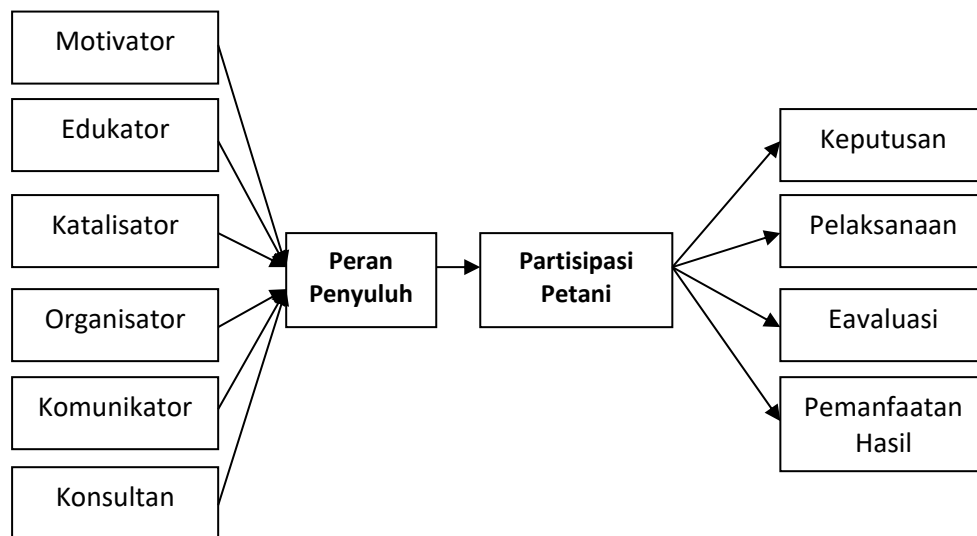 Motivator
Edukator
Katalisator
Organisator
Komunikator
Konsultan
Peran
Penyuluh
Partisipasi
Petani
Keputusan
Pelaksanaan
Eavaluasi
Pemanfaatan
Hasil